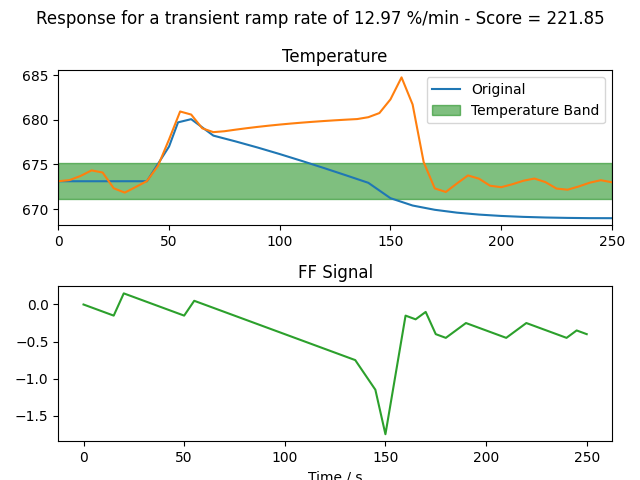 Response for a transient ramp rate of 12.97 %/min - Score = 221.85
Temperature
685
680
675
670
Original
Temperature Band
0 50 100 150 200 250
FF Signal
0.0
−0.5
−1.0
−1.5
0 50 100 150 200 250
Time / s